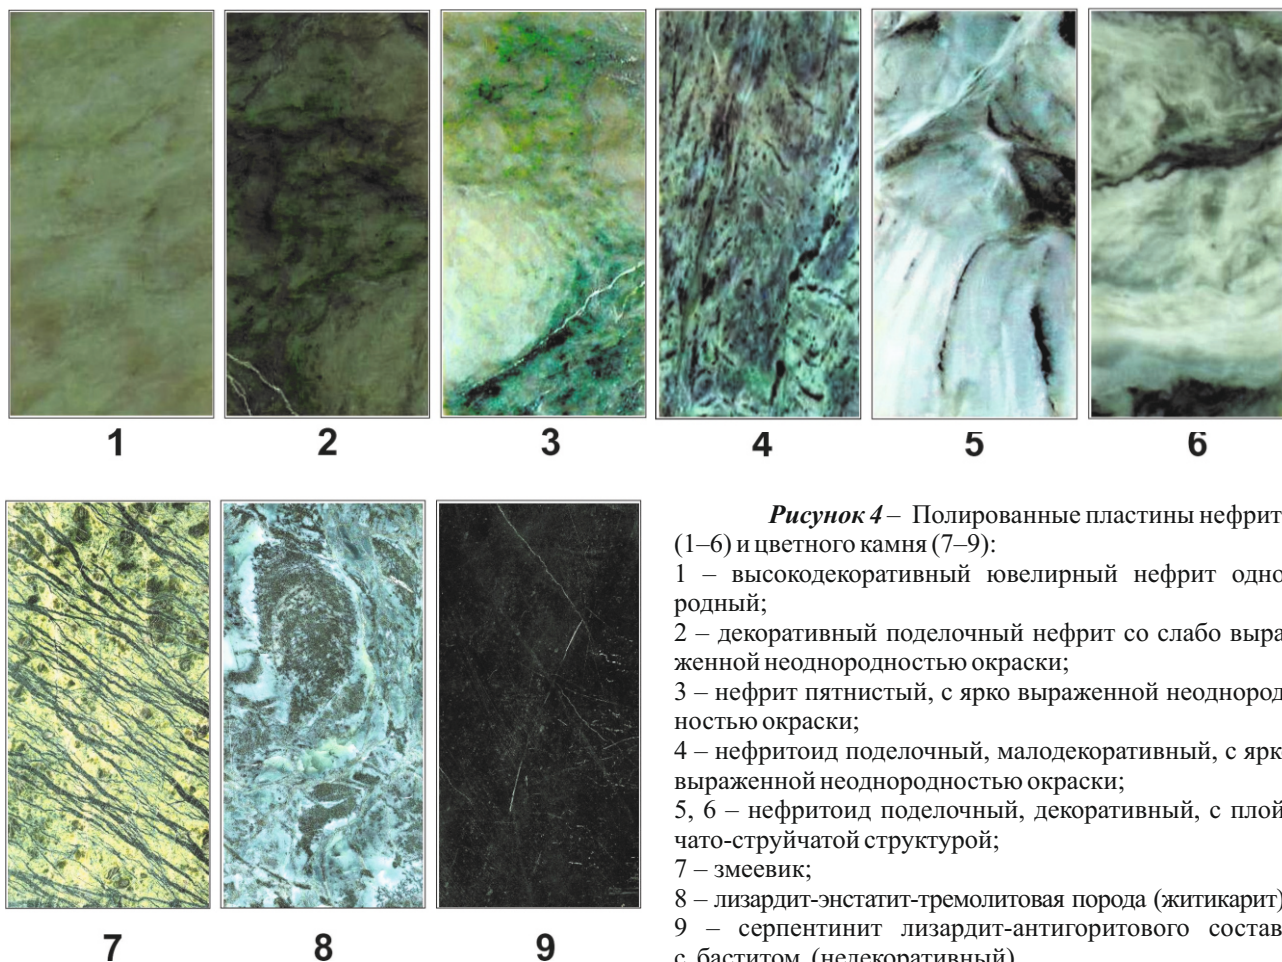 1 2 3 4 5 6
Рисунок 4 – Полированные пластины нефрит
(1–6) и цветного камня (7–9):
1 – высокодекоративный ювелирный нефрит одно
родный;
2 – декоративный поделочный нефрит со слабо выра
женной неоднородностью окраски;
3 – нефрит пятнистый, с ярко выраженной неоднород
ностью окраски;
4 – нефритоид поделочный, малодекоративный, с ярк
выраженной неоднородностью окраски;
5, 6 – нефритоид поделочный, декоративный, с плой
чато-струйчатой структурой;
7 – змеевик;
8 – лизардит-энстатит-тремолитовая порода (житикарит)
9 – серпентинит лизардит-антигоритового состав
с баститом (недекоративный)
7 8 9